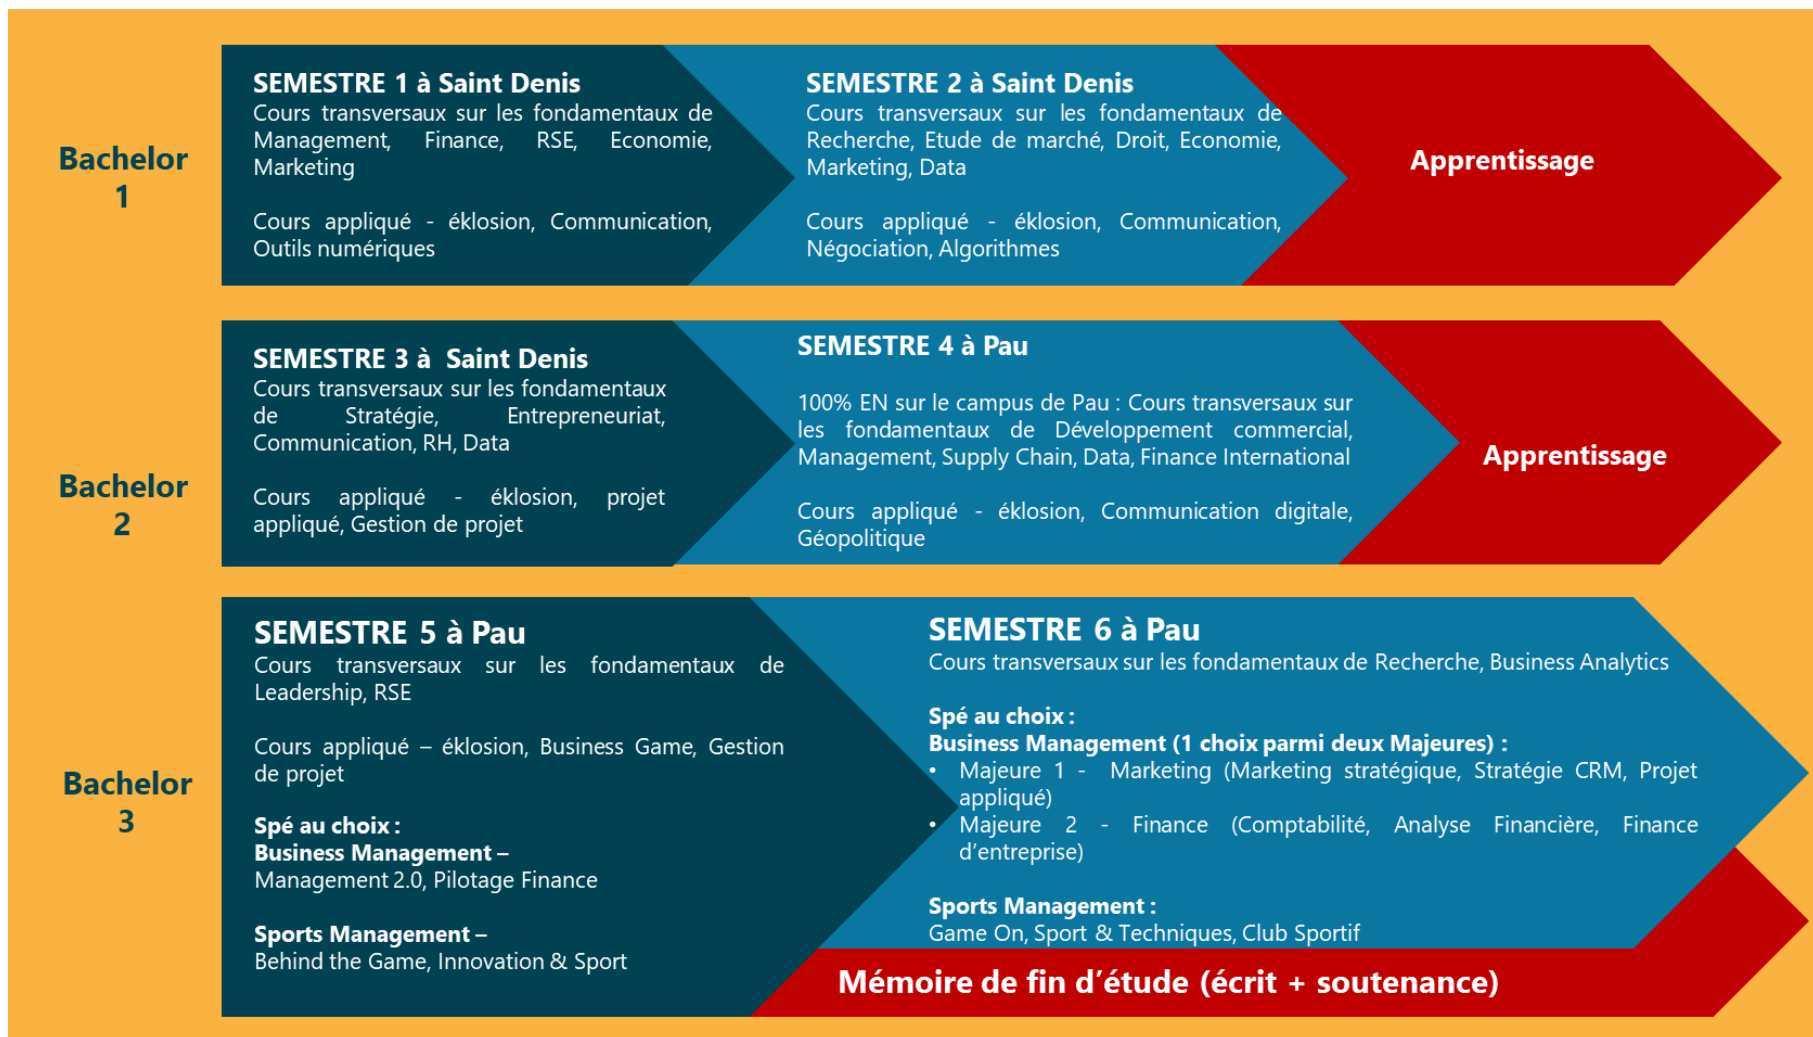 Bachelor
1
SEMESTRE 1 à Saint Denis
Cours transversaux sur les fondamentaux de
Management, Finance, RSE, Economie,
Marketing
Cours appliqué - éklosion, Communication,
Outils numériques
SEMESTRE 2 à Saint Denis
Cours transversaux sur les fondamentaux de
Recherche, Etude de marché, Droit, Economie,
Marketing, Data
Cours appliqué - éklosion, Communication,
Négociation, Algorithmes
Apprentissage
Bachelor
2
SEMESTRE 3 à Saint Denis
Cours transversaux sur les fondamentaux
de Stratégie, Entrepreneuriat,
Communication, RH, Data
Cours appliqué - éklosion, projet
appliqué, Gestion de projet
SEMESTRE 4 à Pau
100% EN sur le campus de Pau : Cours transversaux sur
les fondamentaux de Développement commercial,
Management, Supply Chain, Data, Finance International
Cours appliqué - éklosion, Communication digitale,
Géopolitique
Apprentissage
Bachelor
3
SEMESTRE 5 à Pau
Cours transversaux sur les fondamentaux de
Leadership, RSE
Cours appliqué – éklosion, Business Game, Gestion
de projet
Spé au choix :
Business Management –
Management 2.0, Pilotage Finance
Sports Management –
Behind the Game, Innovation & Sport
SEMESTRE 6 à Pau
Cours transversaux sur les fondamentaux de Recherche, Business Analytics
Spé au choix :
Business Management (1 choix parmi deux Majeures) :
• Majeure 1 - Marketing (Marketing stratégique, Stratégie CRM, Projet
appliqué)
• Majeure 2 - Finance (Comptabilité, Analyse Financière, Finance
d’entreprise)
Sports Management :
Game On, Sport & Techniques, Club Sportif
Mémoire de fin d’étude (écrit + soutenance)